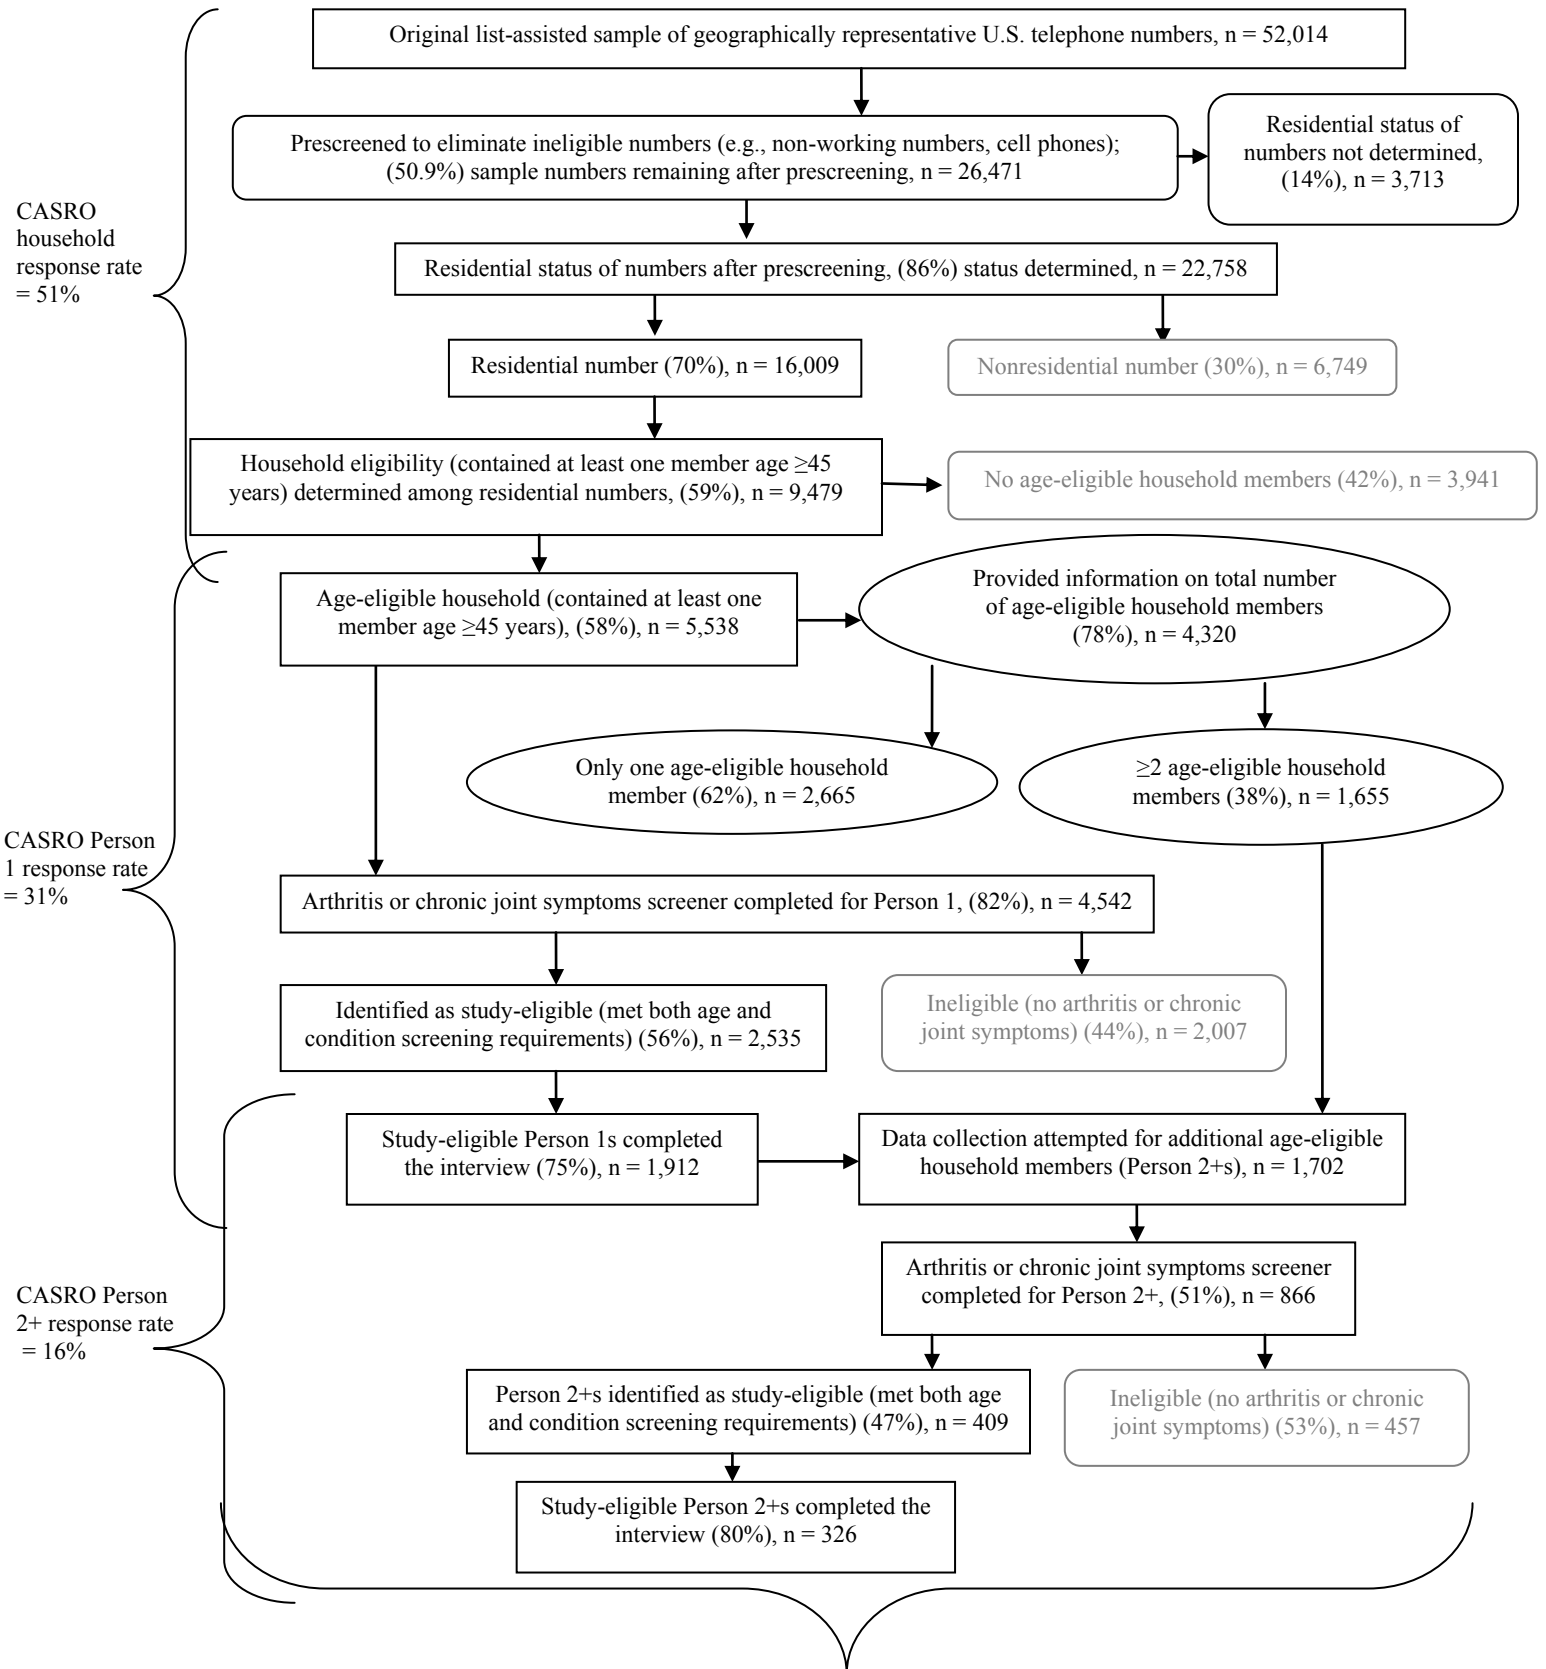 Original list-assisted sample of geographically representative U.S. telephone numbers, n = 52,014
Prescreened to eliminate ineligible numbers (e.g., non-working numbers, cell phones);
(50.9%) sample numbers remaining after prescreening, n = 26,471
Residential status of
numbers not determined,
(14%), n = 3,713
CASRO
household
response rate
= 51%
Residential status of numbers after prescreening, (86%) status determined, n = 22,758
Residential number (70%), n = 16,009
Nonresidential number (30%), n = 6,749
Household eligibility (contained at least one member age ≥45
years) determined among residential numbers, (59%), n = 9,479
No age-eligible household members (42%), n = 3,941
Age-eligible household (contained at least one
member age ≥45 years), (58%), n = 5,538
Provided information on total number
of age-eligible household members
(78%), n = 4,320
Only one age-eligible household
member (62%), n = 2,665
≥2 age-eligible household
members (38%), n = 1,655
CASRO Person
1 response rate
= 31%
Arthritis or chronic joint symptoms screener completed for Person 1, (82%), n = 4,542
Identified as study-eligible (met both age and
condition screening requirements) (56%), n = 2,535
Ineligible (no arthritis or chronic
joint symptoms) (44%), n = 2,007
Study-eligible Person 1s completed
the interview (75%), n = 1,912
Data collection attempted for additional age-eligible
household members (Person 2+s), n = 1,702
Arthritis or chronic joint symptoms screener
completed for Person 2+, (51%), n = 866
CASRO Person
2+ response rate
= 16%
Person 2+s identified as study-eligible (met both age
and condition screening requirements) (47%), n = 409
Ineligible (no arthritis or chronic
joint symptoms) (53%), n = 457
Study-eligible Person 2+s completed the
interview (80%), n = 326